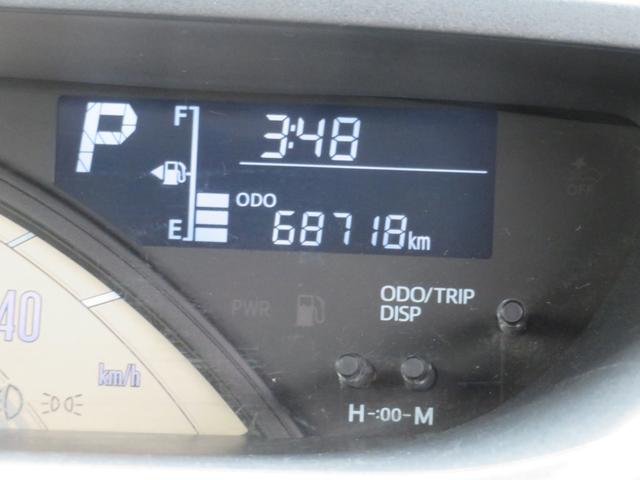 P
F
3:48
ODO
E
68718km
OFF
PWR
ODO/TRIP
DISP
40
km/h
H-:00-M